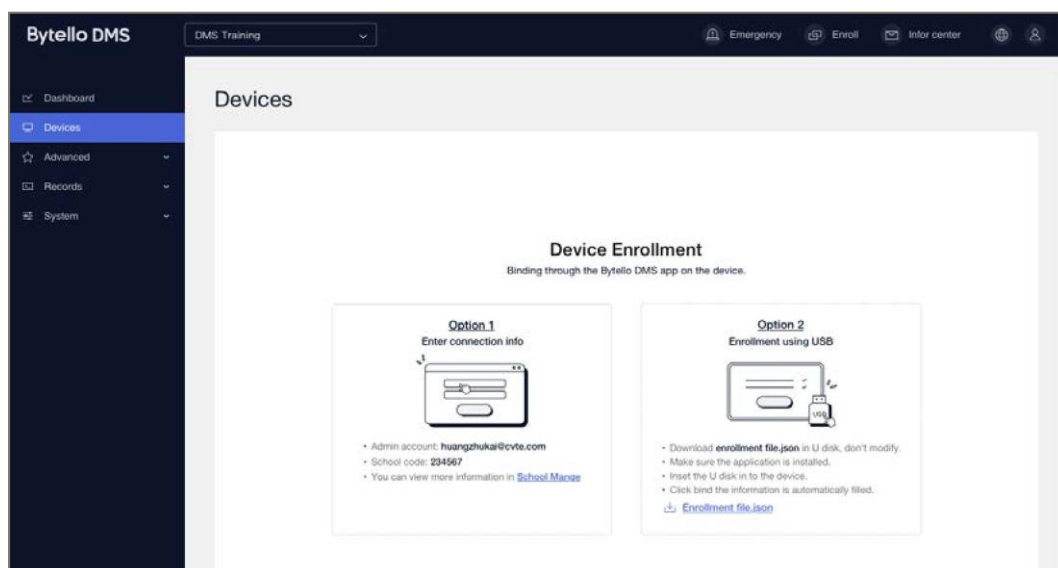 Bytello DMS
DMS Training
Emergency
Enroll
Infor center
Dashboard
Devices
Advanced
Records
System
Devices
Device Enrollment
Binding through the Bytello DMS app on the device.
Option 1
Enter connection info
• Admin account: huangzhukai@cvte.com
• School code: 234567
• You can view more information in School Mange
Option 2
Enrollment using USB
USB
• Download enrollment file.json in U disk, don't modify.
• Make sure the application is installed.
• Inset the U disk in to the device.
• Click bind the information is automatically filled.
Enrollment file.json